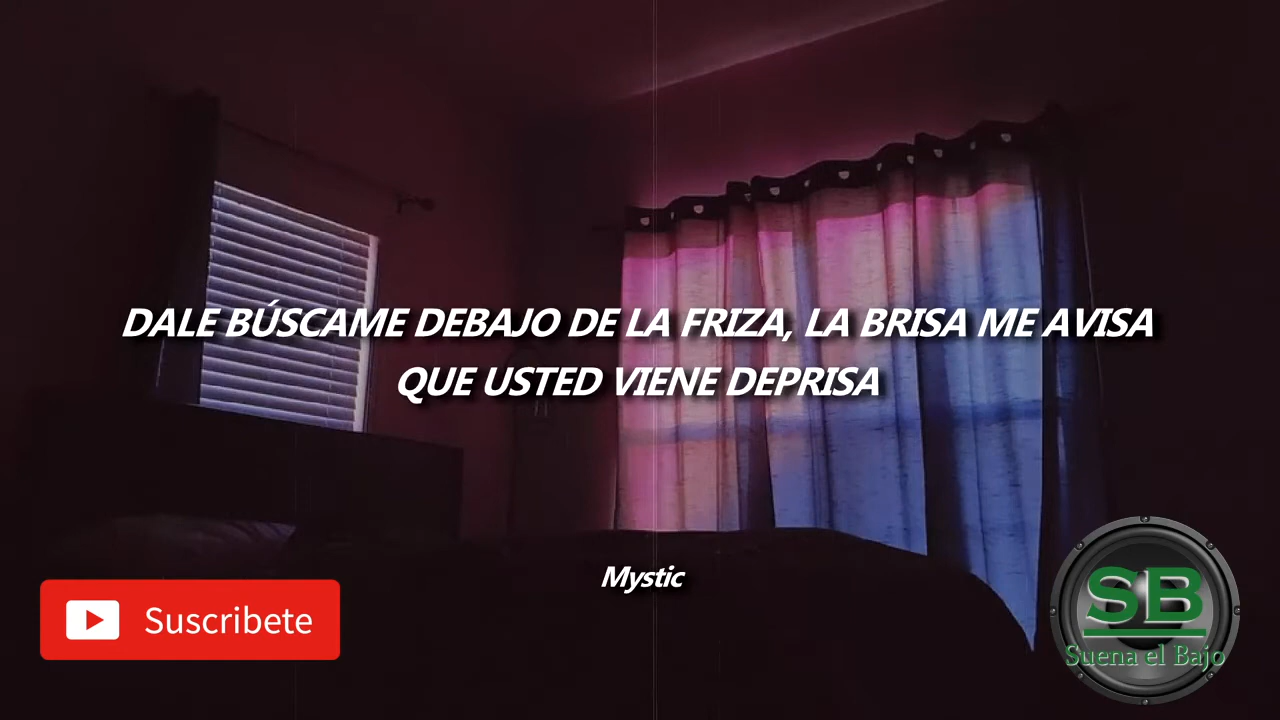 DALE BÚSCAME DEBAJO DE LA FRIZA, LA BRISA ME AVISA
QUE USTED VIENE DEPRISA
Mystic
Suscribete
SB
Suena el Bajo